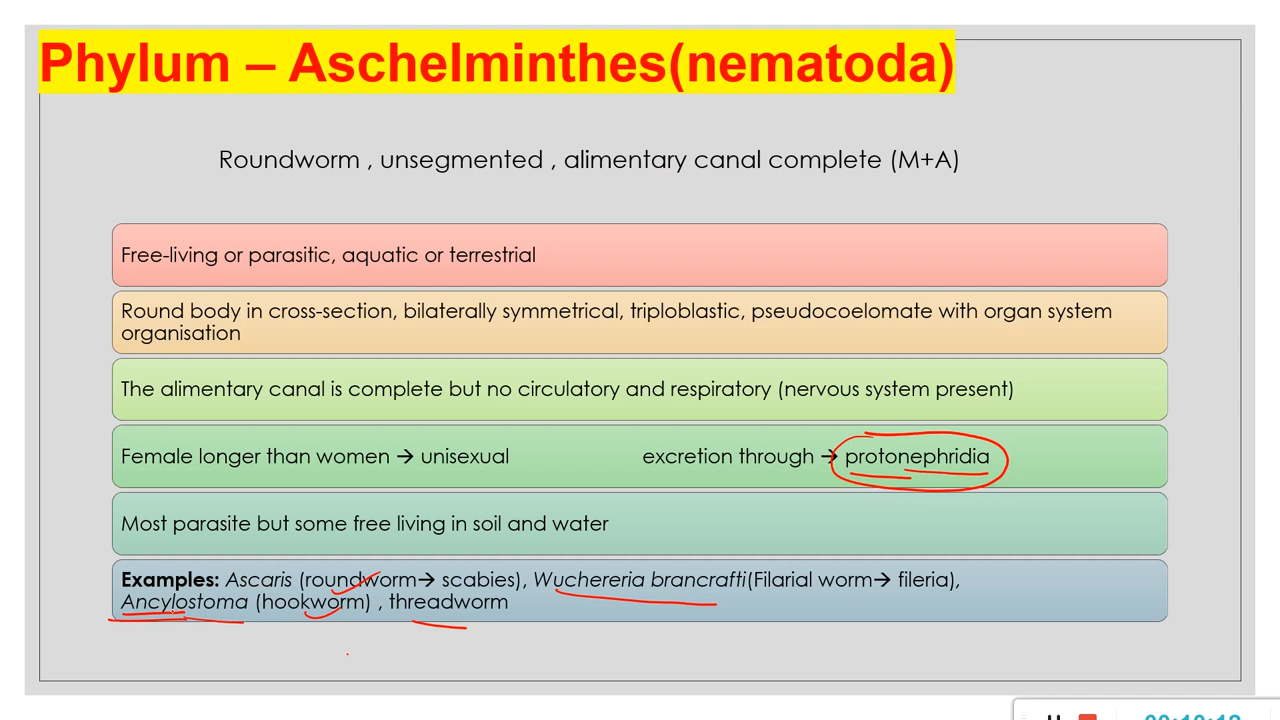 Phylum – Aschelminthes(nematoda)
Roundworm , unsegmented , alimentary canal complete (M+A)
Free-living or parasitic, aquatic or terrestrial
Round body in cross-section, bilaterally symmetrical, triploblastic, pseudocoelomate with organ system
organisation
The alimentary canal is complete but no circulatory and respiratory (nervous system present)
Female longer than women → unisexual excretion through → protonephridia
Most parasite but some free living in soil and water
Examples: Ascaris (roundworm→ scabies), Wuchereria brancrafti(Filarial worm→ fileria),
Ancylostoma (hookworm) , threadworm